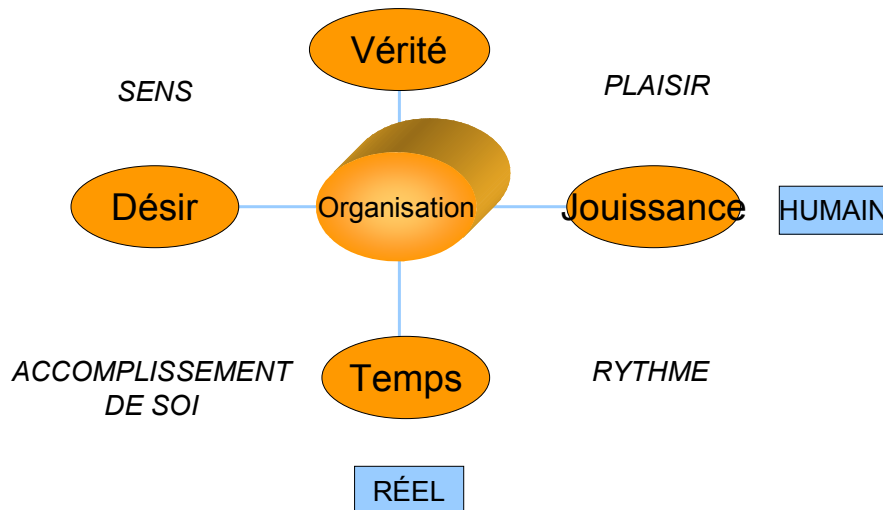 Vérité
SENS
PLAISIR
Désir
Organisation
Jouissance
HUMAIN
ACCOMPLISSEMENT
DE SOI
Temps
RYTHME
RÉEL